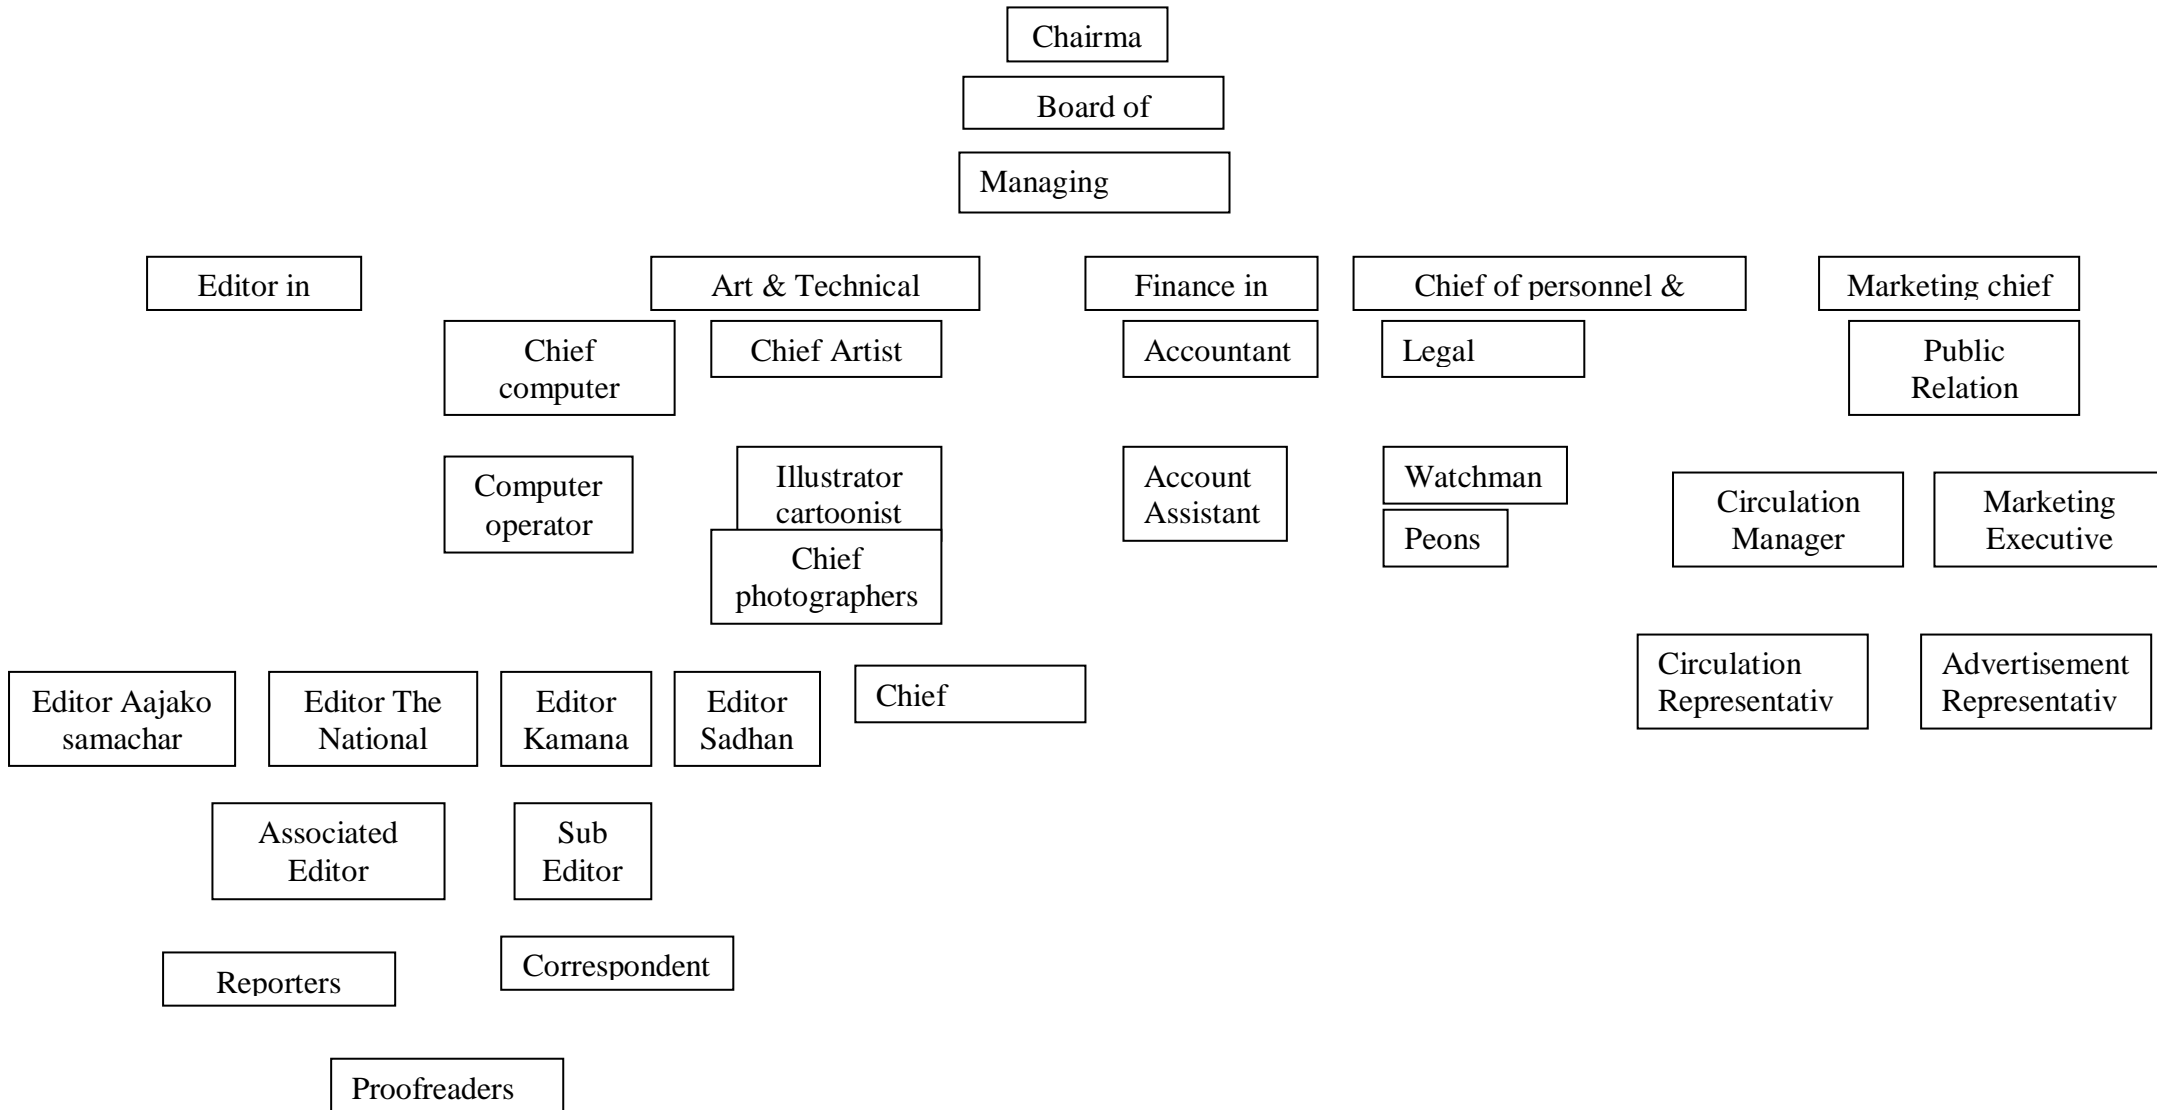 Chairma
Board of
Managing
Editor in
Art & Technical
Finance in
Chief of personnel &
Marketing chief
Chief
computer
Chief Artist
Accountant
Legal
Public
Relation
Computer
operator
Illustrator
cartoonist
Account
Assistant
Watchman
Peons
Circulation
Manager
Marketing
Executive
Chief
photographers
Editor Aajako
samachar
Editor The
National
Editor
Kamana
Editor
Sadhan
Chief
Circulation
Representativ
Advertisement
Representativ
Associated
Editor
Sub
Editor
Reporters
Correspondent
Proofreaders